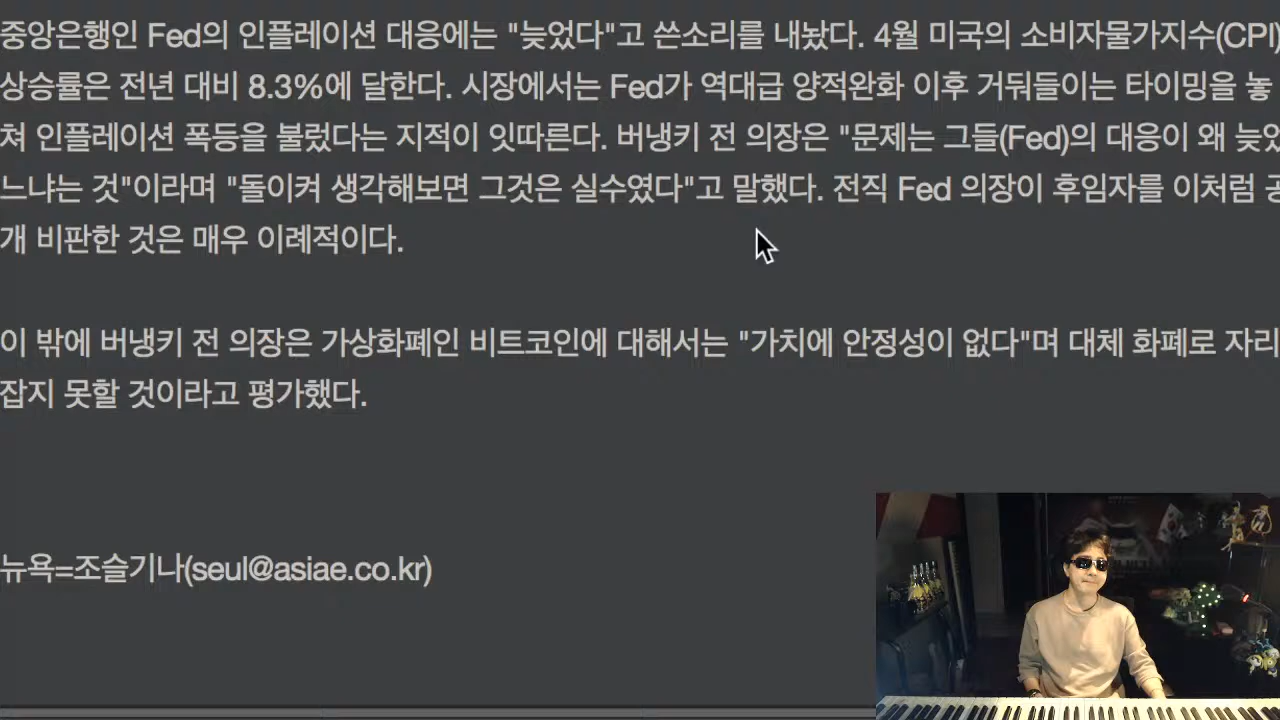 중앙은행인 Fed의 인플레이션 대응에는 "늦었다"고 쓴소리를 내놨다. 4월 미국의 소비자물가지수(CPI)
상승률은 전년 대비 8.3%에 달한다. 시장에서는 Fed가 역대급 양적완화 이후 거둬들이는 타이밍을 놓
쳐 인플레이션 폭등을 불렀다는 지적이 잇따른다. 버냉키 전 의장은 "문제는 그들(Fed)의 대응이 왜 늦었
느냐는 것"이라며 "돌이켜 생각해보면 그것은 실수였다"고 말했다. 전직 Fed 의장이 후임자를 이처럼 공
개 비판한 것은 매우 이례적이다.
이 밖에 버냉키 전 의장은 가상화폐인 비트코인에 대해서는 "가치에 안정성이 없다"며 대체 화폐로 자리
잡지 못할 것이라고 평가했다.
뉴욕=조슬기나(seul@asiae.co.kr)